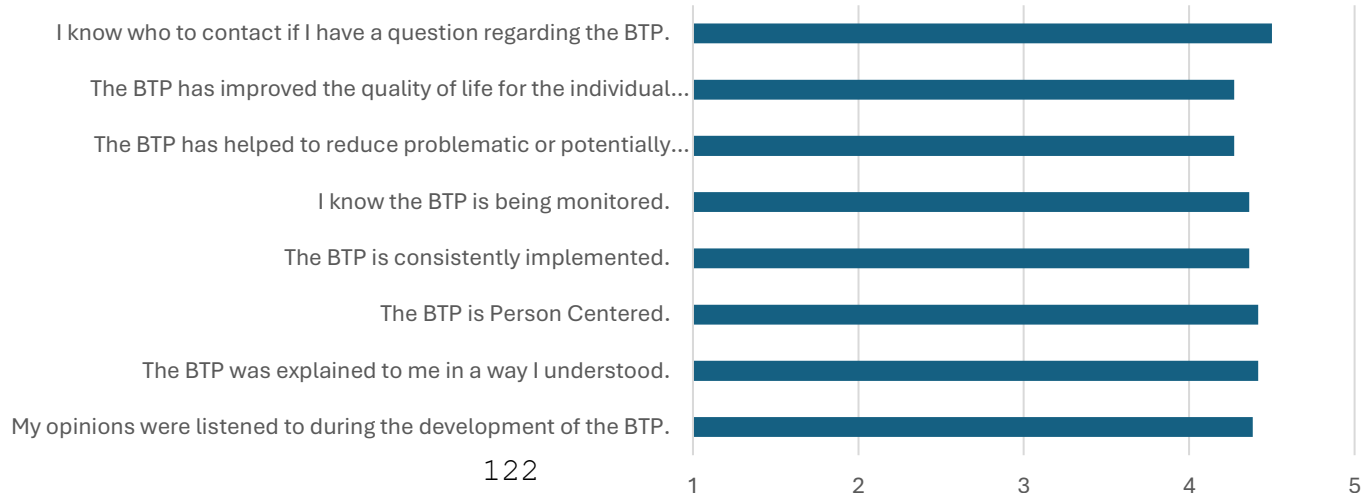 I know who to contact if I have a question regarding the BTP.
The BTP has improved the quality of life for the individual...
The BTP has helped to reduce problematic or potentially...
I know the BTP is being monitored.
The BTP is consistently implemented.
The BTP is Person Centered.
The BTP was explained to me in a way I understood.
My opinions were listened to during the development of the BTP.
122
1 2 3 4 5